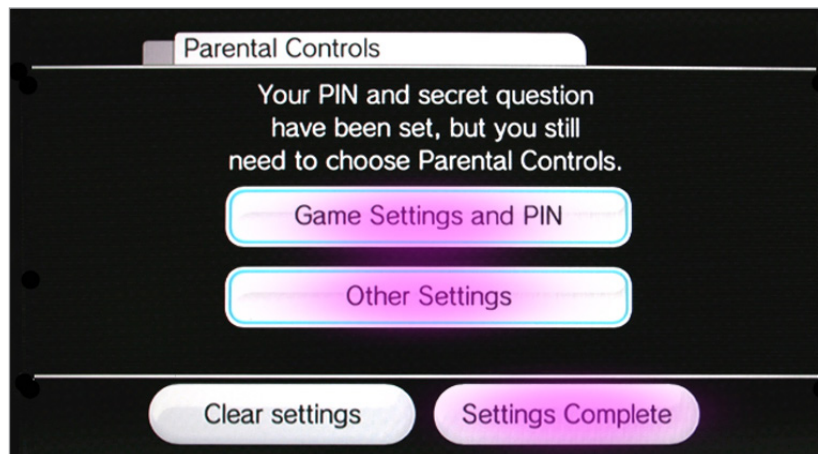 Parental Controls
Your PIN and secret question
have been set, but you still
need to choose Parental Controls.
Game Settings and PIN
Other Settings
Clear settings
Settings Complete